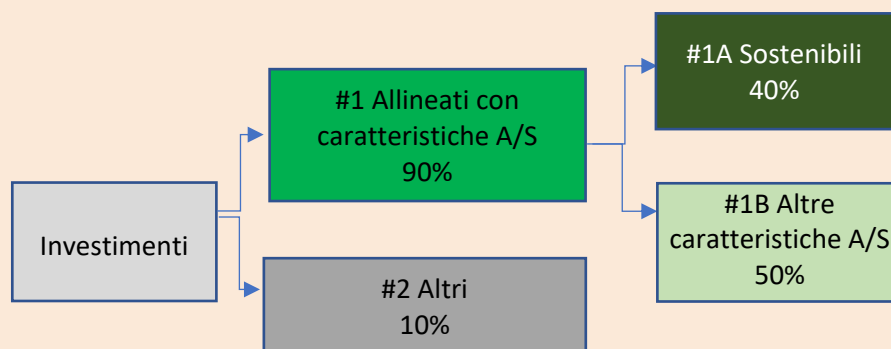 #1A Sostenibili
40%
#1 Allineati con
caratteristiche A/S
90%
#1B Altre
caratteristiche A/S
50%
Investimenti
#2 Altri
10%